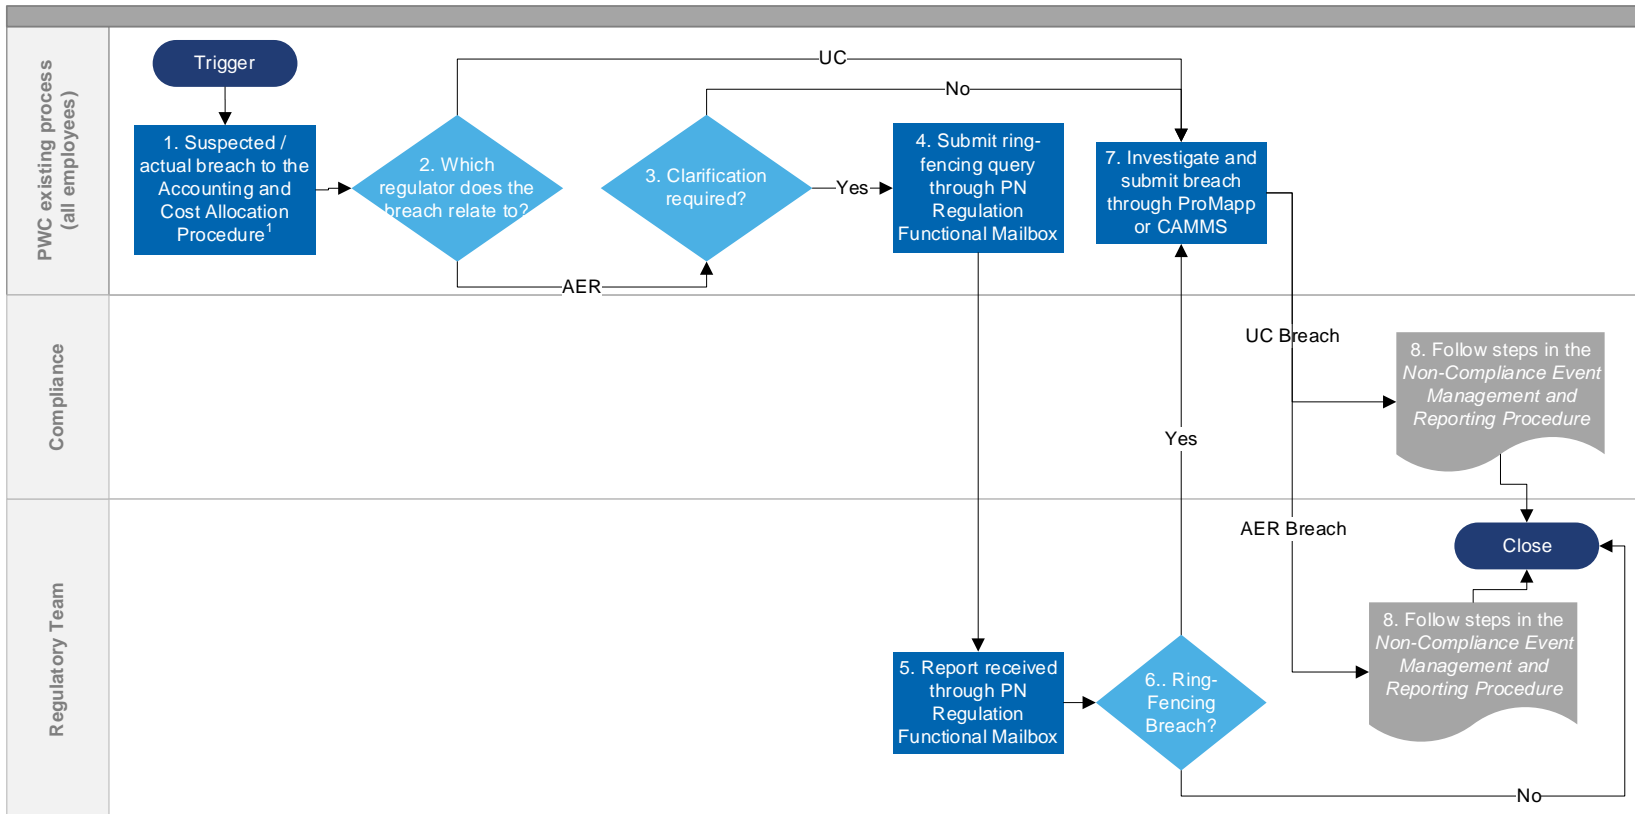 PWC existing process
(all employees)
Trigger
1. Suspected /
actual breach to the
Accounting and
Cost Allocation
Procedure1
2. Which
regulator does the
breach relate to?
UC
AER
3. Clarification
required?
No
Yes
4. Submit ring-
fencing query
through PN
Regulation
Functional Mailbox
7. Investigate and
submit breach
through ProMapp
or CAMMS
Compliance
UC Breach
8. Follow steps in the
Non-Compliance Event
Management and
Reporting Procedure
Yes
Regulatory Team
AER Breach
Close
5. Report received
through PN
Regulation
Functional Mailbox
6.. Ring-
Fencing
Breach?
8. Follow steps in the
Non-Compliance Event
Management and
Reporting Procedure
No